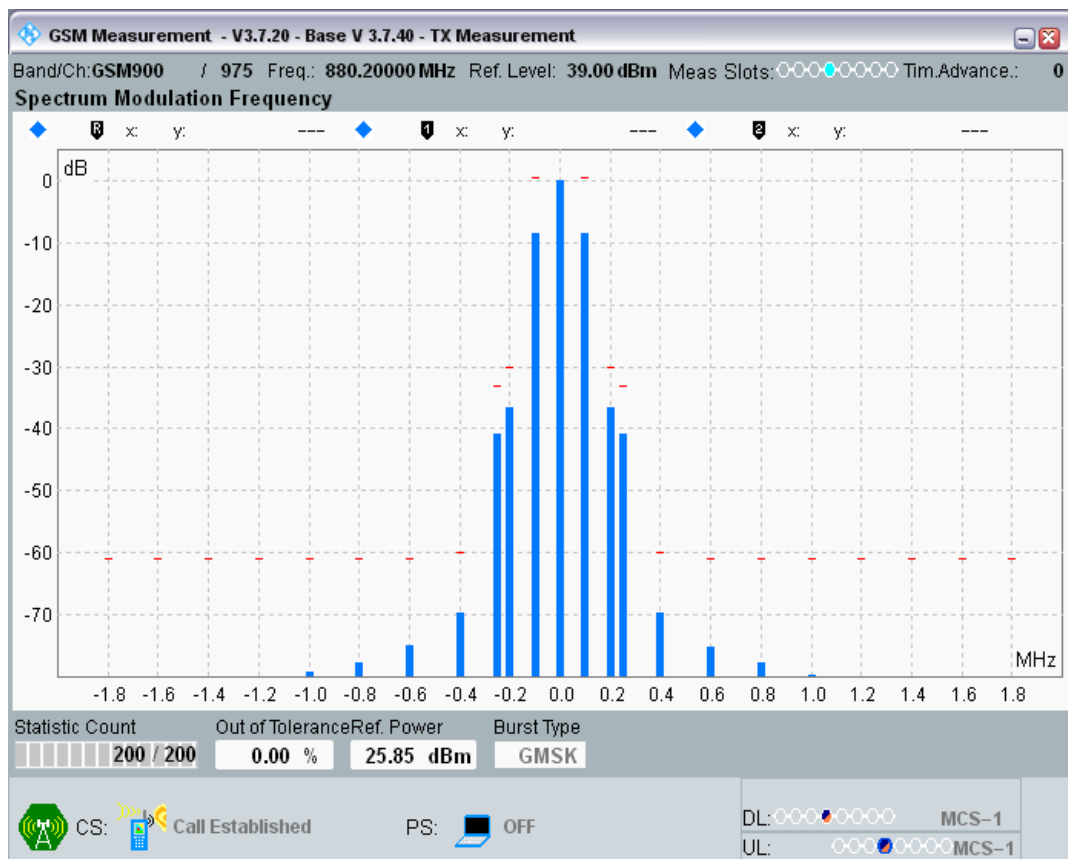 GSM Measurement - V3.7.20 - Base V 3.7.40 - TX Measurement
Band/Ch:GSM900 / 975 Freq.: 880.20000 MHz Ref. Level: 39.00 dBm Meas Slots: Tim.Advance.: 0
Spectrum Modulation Frequency
R x: y: --- 1 x: y: --- 2 x: y: ---
dB
0
-10
-20
-30
-40
-50
-60
-70
MHz
-1.8 -1.6 -1.4 -1.2 -1.0 -0.8 -0.6 -0.4 -0.2 0.0 0.2 0.4 0.6 0.8 1.0 1.2 1.4 1.6 1.8
Statistic Count Out of Tolerance Ref. Power Burst Type
200 / 200 0.00 % 25.85 dBm GMSK
CS: Call Established PS: OFF
DL: MCS-1
UL: MCS-1